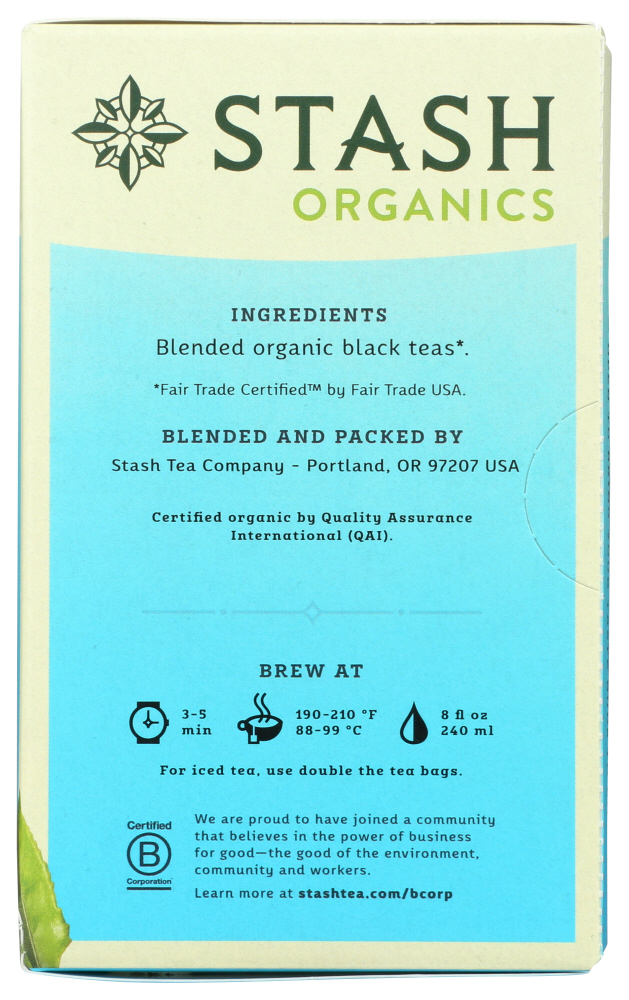 STASH
ORGANICS
INGREDIENTS
Blended organic black teas*.
*Fair Trade Certified™ by Fair Trade USA.
BLENDED AND PACKED BY
Stash Tea Company - Portland, OR 97207 USA
Certified organic by Quality Assurance
International (QAI).
BREW AT
3-5
min
190-210 °F
88-99 °C
8 fl oz
240 ml
For iced tea, use double the tea bags.
Certified
B
Corporation
We are proud to have joined a community
that believes in the power of business
for good—the good of the environment,
community and workers.
Learn more at stashtea.com/bcorp